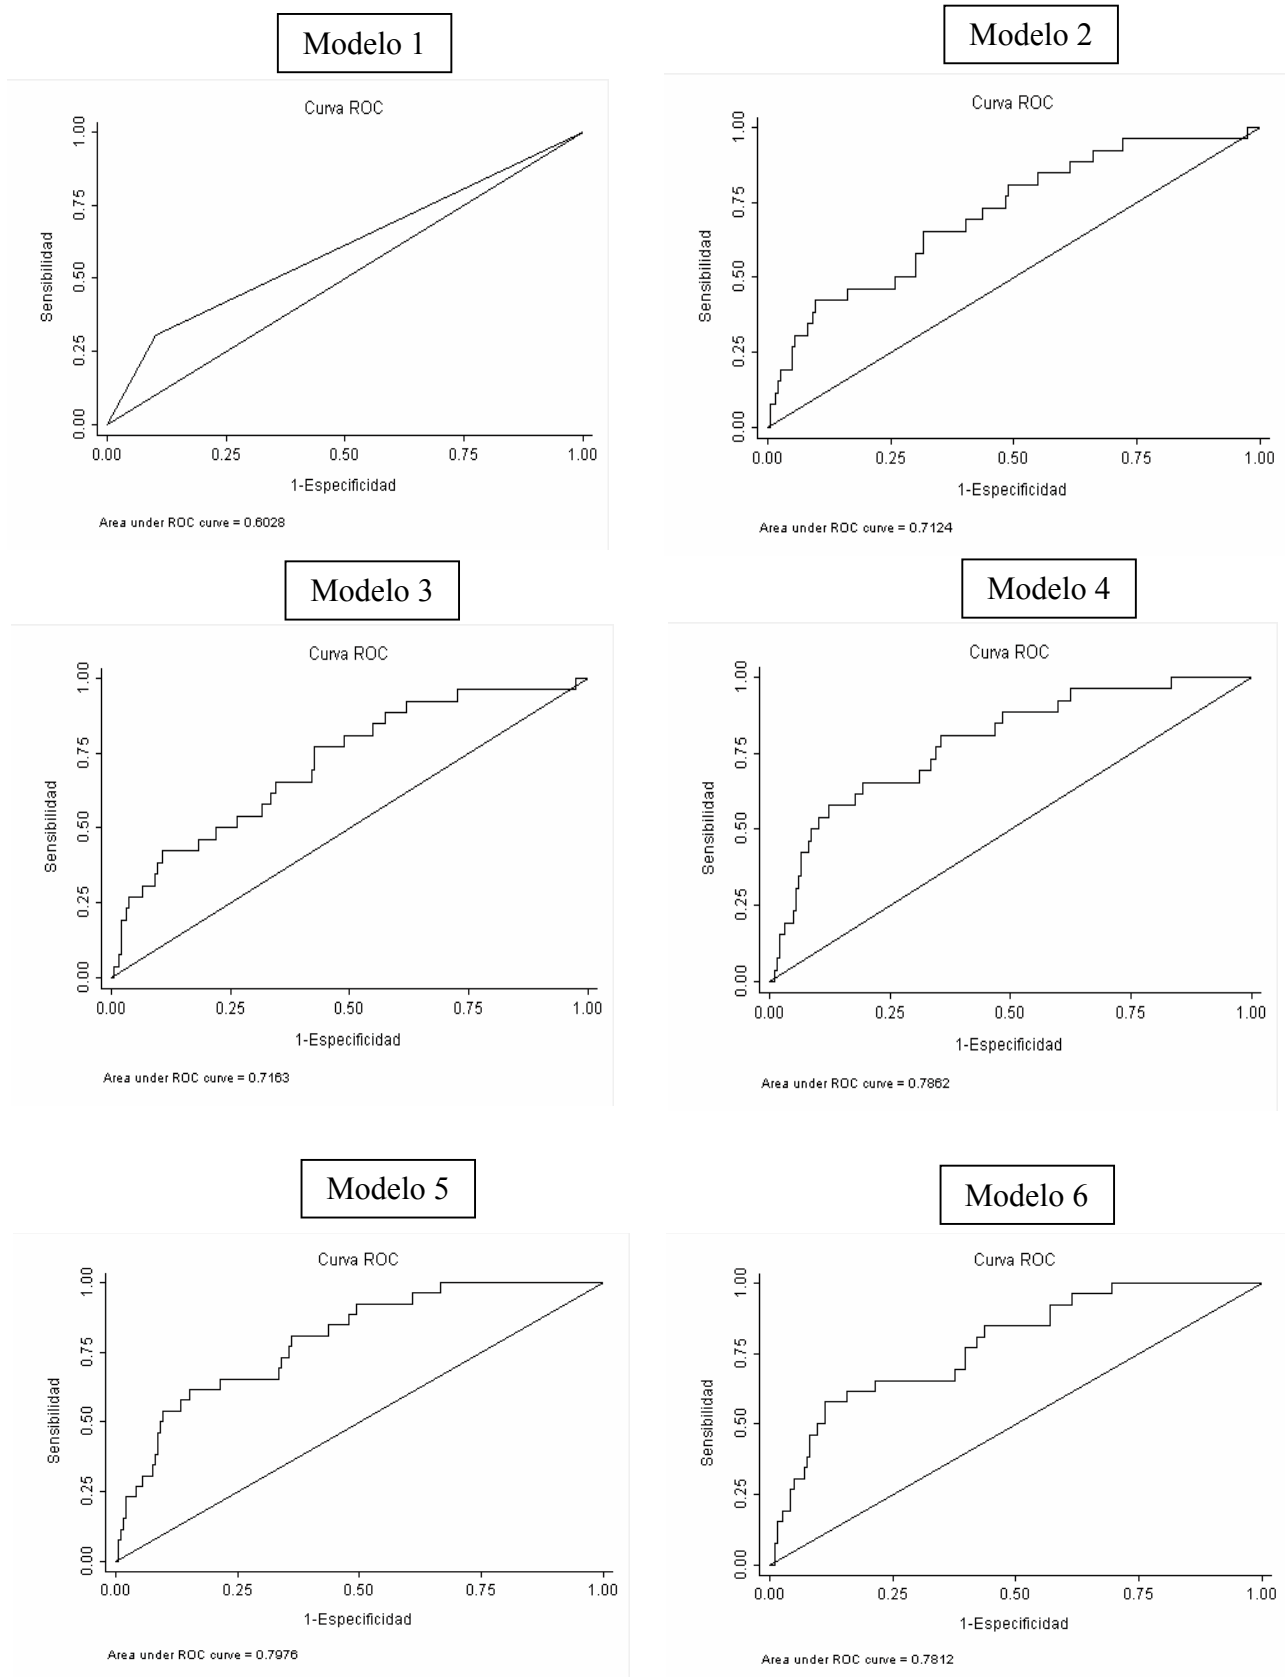 Modelo 1
Curva ROC
Sensibilidad
0.00 0.25 0.50 0.75 1.00
0.00 0.25 0.50 0.75 1.00
1-Especificidad
Area under ROC curve = 0.6028
Modelo 2
Curva ROC
Sensibilidad
0.00 0.25 0.50 0.75 1.00
0.00 0.25 0.50 0.75 1.00
1-Especificidad
Area under ROC curve = 0.7124
Modelo 3
Curva ROC
Sensibilidad
0.00 0.25 0.50 0.75 1.00
0.00 0.25 0.50 0.75 1.00
1-Especificidad
Area under ROC curve = 0.7163
Modelo 4
Curva ROC
Sensibilidad
0.00 0.25 0.50 0.75 1.00
0.00 0.25 0.50 0.75 1.00
1-Especificidad
Area under ROC curve = 0.7862
Modelo 5
Curva ROC
Sensibilidad
0.00 0.25 0.50 0.75 1.00
0.00 0.25 0.50 0.75 1.00
1-Especificidad
Area under ROC curve = 0.7976
Modelo 6
Curva ROC
Sensibilidad
0.00 0.25 0.50 0.75 1.00
0.00 0.25 0.50 0.75 1.00
1-Especificidad
Area under ROC curve = 0.7812